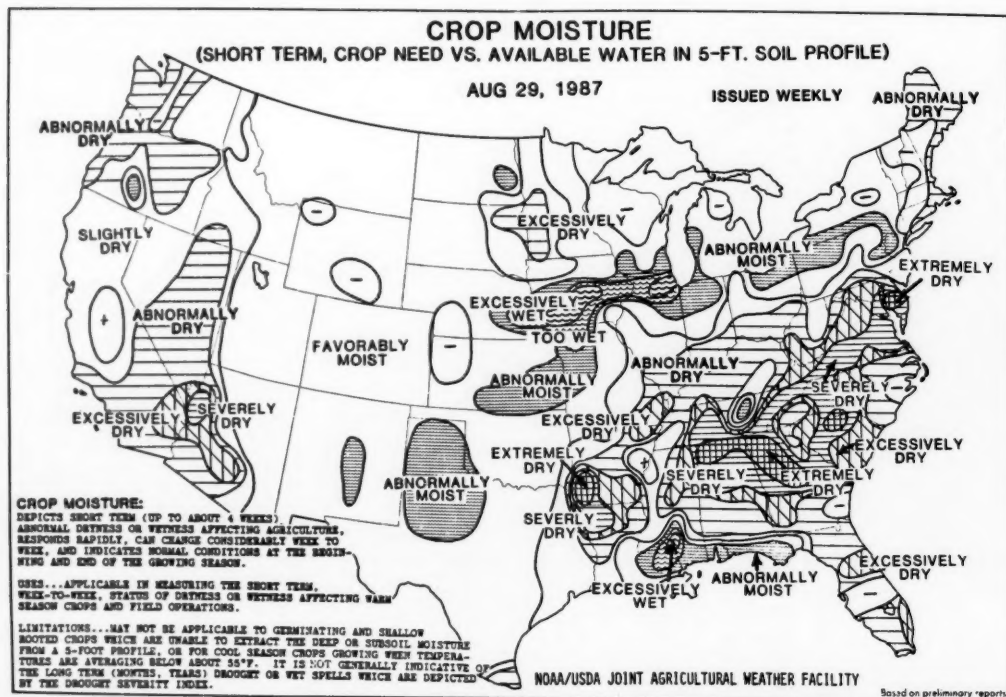 CROP MOISTURE
(SHORT TERM, CROP NEED VS. AVAILABLE WATER IN 5-FT. SOIL PROFILE)
AUG 29, 1987
ISSUED WEEKLY
ABNORMALLY
DRY
ABNORMALLY
DRY
SLIGHTLY
DRY
EXCESSIVELY
DRY
ABNORMALLY
MOIST
EXTREMELY
DRY
ABNORMALLY
DRY
EXCESSIVELY
WET
TOO WET
FAVORABLY
MOIST
ABNORMALLY
MOIST
ABNORMALLY
DRY
SEVERELY
DRY
EXCESSIVELY
DRY
SEVERELY
DRY
EXCESSIVELY
DRY
EXCESSIVELY
DRY
EXTREMELY
DRY
SEVERELY
DRY
EXTREMELY
DRY
ABNORMALLY
MOIST
SEVERLY
DRY
EXCESSIVELY
WET
ABNORMALLY
MOIST
EXCESSIVELY
DRY
+
+
-
-
-
-
-
-
-
-
-
CROP MOISTURE:
DEPICTS SHORT TERM (UP TO ABOUT 4 WEEKS)
ABNORMAL DRYNESS OR WETNESS AFFECTING AGRICULTURE,
RESPONDS RAPIDLY, CAN CHANGE CONSIDERABLY WEEK TO
WEEK, AND INDICATES NORMAL CONDITIONS AT THE BEGIN-
NING AND END OF THE GROWING SEASON.
USES...APPLICABLE IN MEASURING THE SHORT TERM,
WEEK-TO-WEEK, STATUS OF DRYNESS OR WETNESS AFFECTING WARM
SEASON CROPS AND FIELD OPERATIONS.
LIMITATIONS...MAY NOT BE APPLICABLE TO GERMINATING AND SHALLOW
ROOTED CROPS WHICH ARE UNABLE TO EXTRACT THE DEEP OR SUBSOIL MOISTURE
FROM A 5-FOOT PROFILE, OR FOR COOL SEASON CROPS GROWING WHEN TEMPERA-
TURES ARE AVERAGING BELOW ABOUT 55°F. IT IS NOT GENERALLY INDICATIVE OF
THE LONG TERM (MONTHS, YEARS) DROUGHT OR WET SPELLS WHICH ARE DEPICTED
BY THE DROUGHT SEVERITY INDEX.
NOAA/USDA JOINT AGRICULTURAL WEATHER FACILITY
Based on preliminary reports